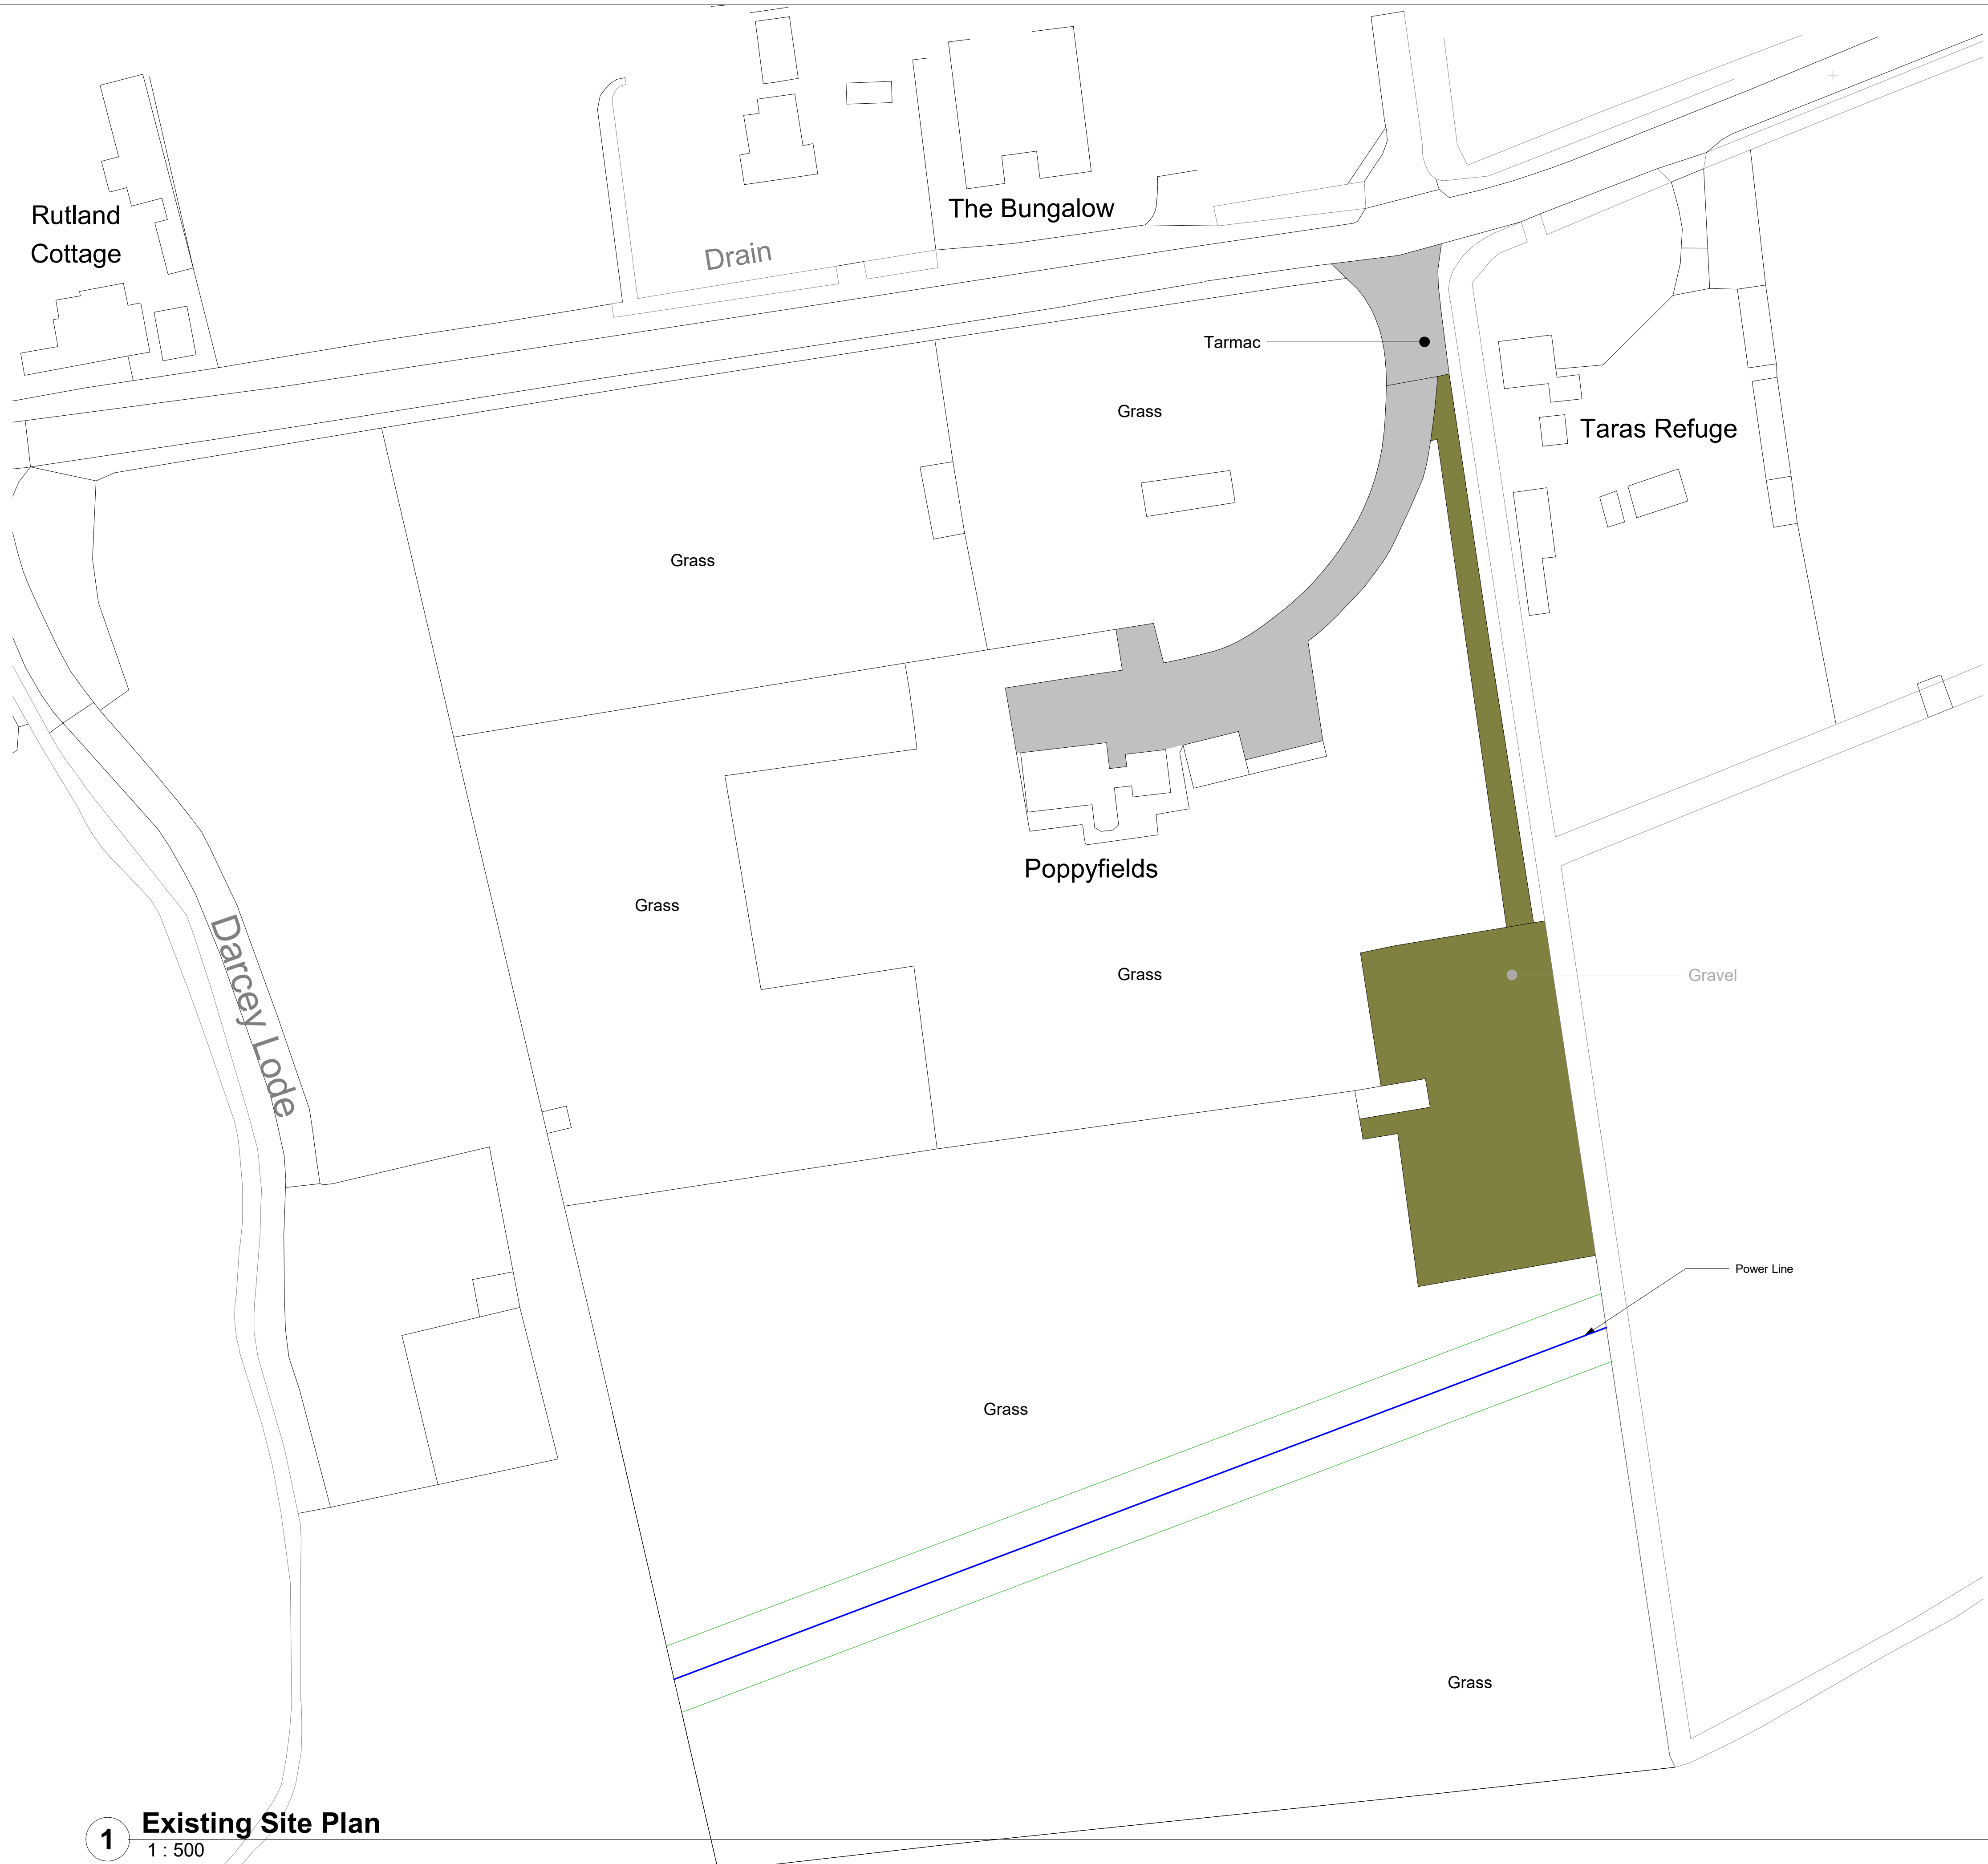 Rutland
Cottage
The Bungalow
Drain
Tarmac
Grass
Taras Refuge
Grass
Poppyfields
Grass
Darcey Lode
Grass
Gravel
Power Line
Grass
Grass
1 Existing Site Plan
1 : 500